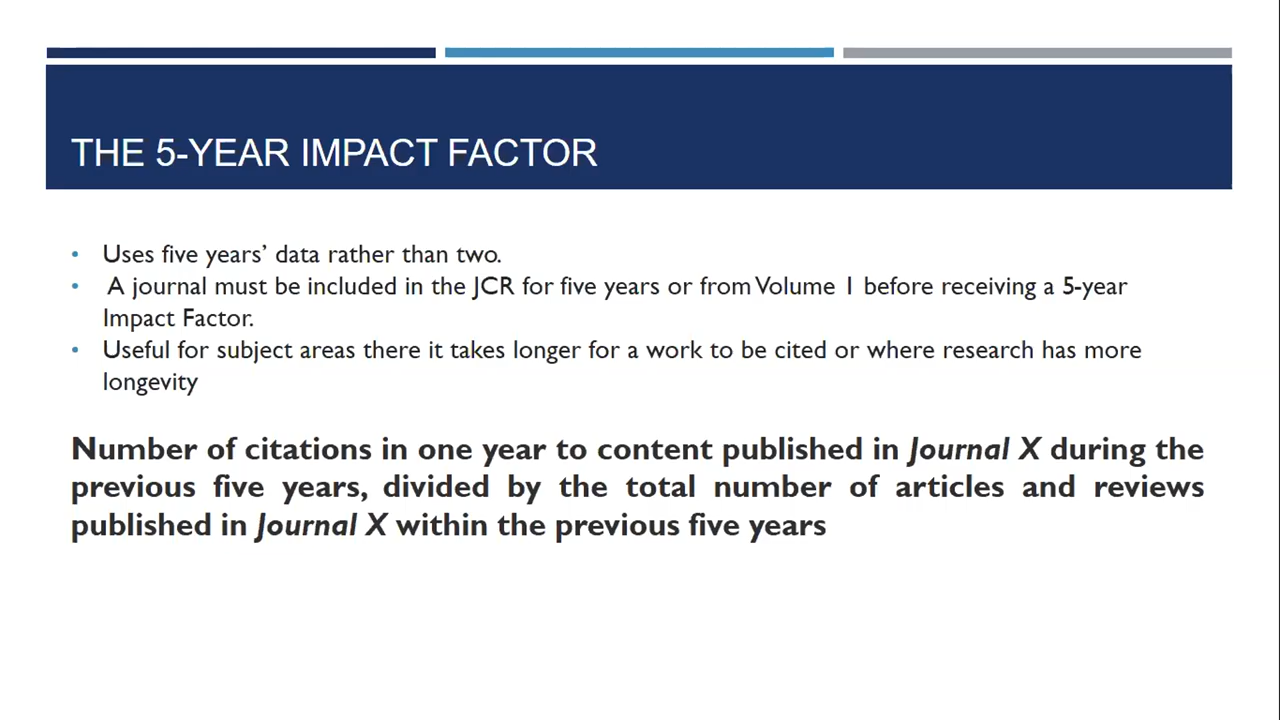 THE 5-YEAR IMPACT FACTOR
• Uses five years’ data rather than two.
• A journal must be included in the JCR for five years or from Volume 1 before receiving a 5-year
Impact Factor.
• Useful for subject areas there it takes longer for a work to be cited or where research has more
longevity
Number of citations in one year to content published in Journal X during the
previous five years, divided by the total number of articles and reviews
published in Journal X within the previous five years